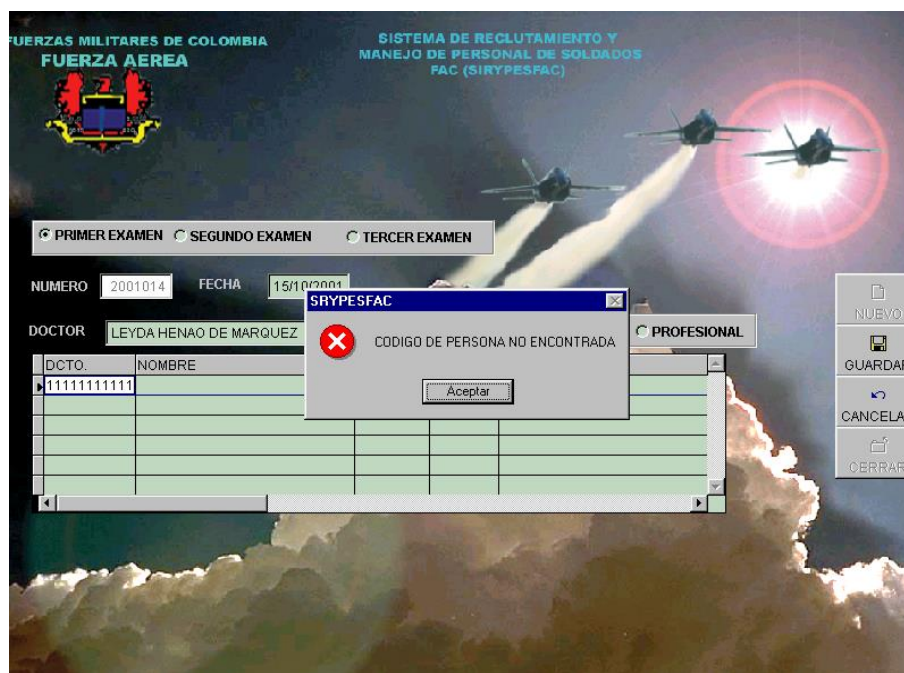 FUERZAS MILITARES DE COLOMBIA
FUERZA AEREA
SISTEMA DE RECLUTAMIENTO Y
MANEJO DE PERSONAL DE SOLDADOS
FAC (SIRYPESFAC)
PRIMER EXAMEN SEGUNDO EXAMEN TERCER EXAMEN
NUMERO 2001014 FECHA 15/10/2001
SRYPESFAC
CODIGO DE PERSONA NO ENCONTRADA
Aceptar
DOCTOR LEYDA HENAO DE MARQUEZ PROFESIONAL
DCTO. NOMBRE
11111111111
NUEVO
GUARDAR
CANCELA
CERRAR